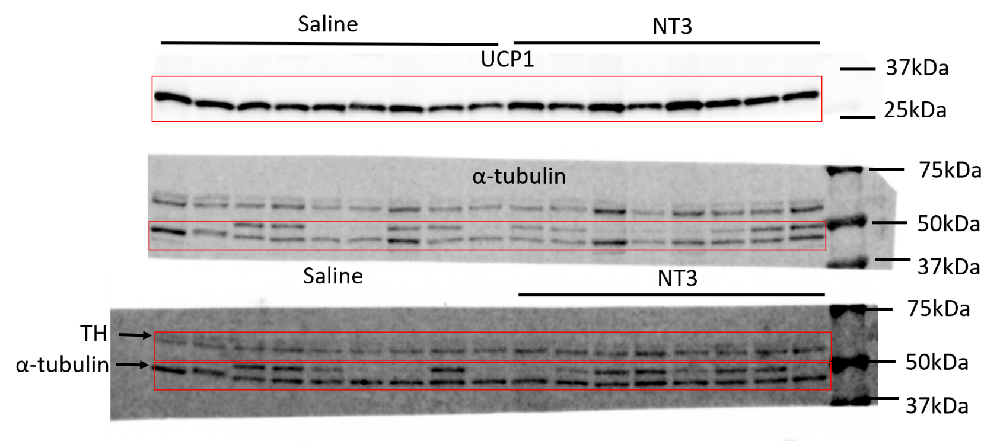 Saline NT3
UCP1
37kDa
25kDa
α-tubulin
75kDa
50kDa
37kDa
Saline NT3
75kDa
TH
α-tubulin
50kDa
37kDa